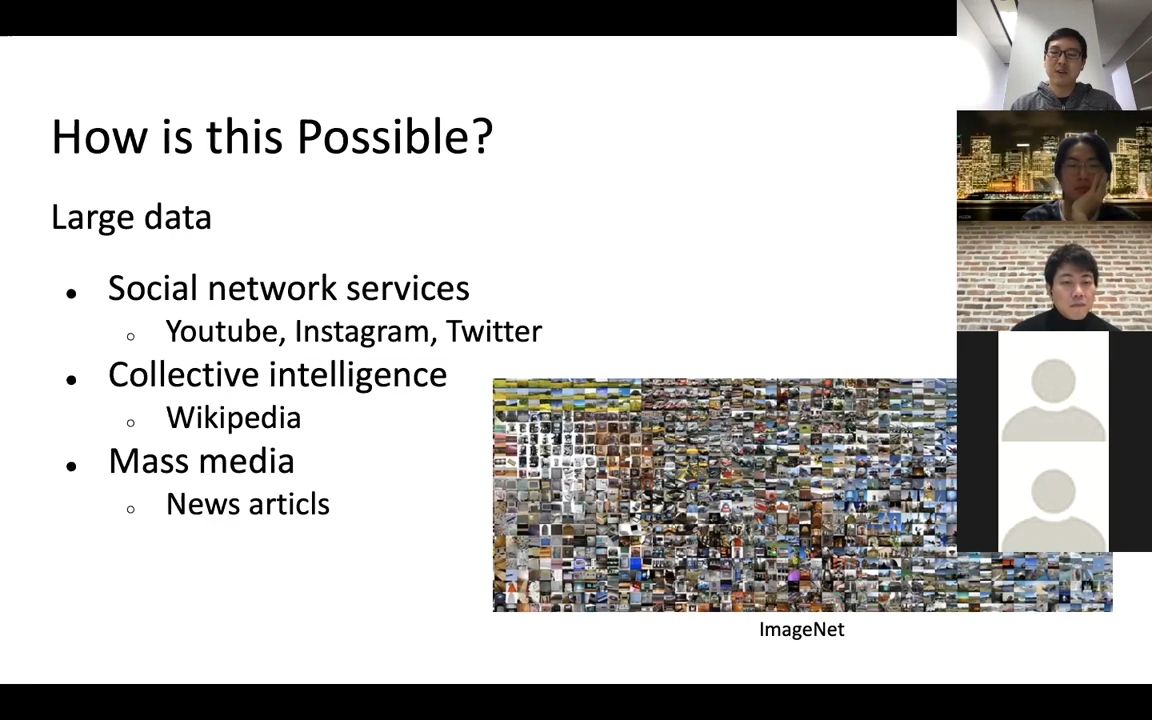 How is this Possible?
Large data
• Social network services
○ Youtube, Instagram, Twitter
• Collective intelligence
○ Wikipedia
• Mass media
○ News articls
ImageNet